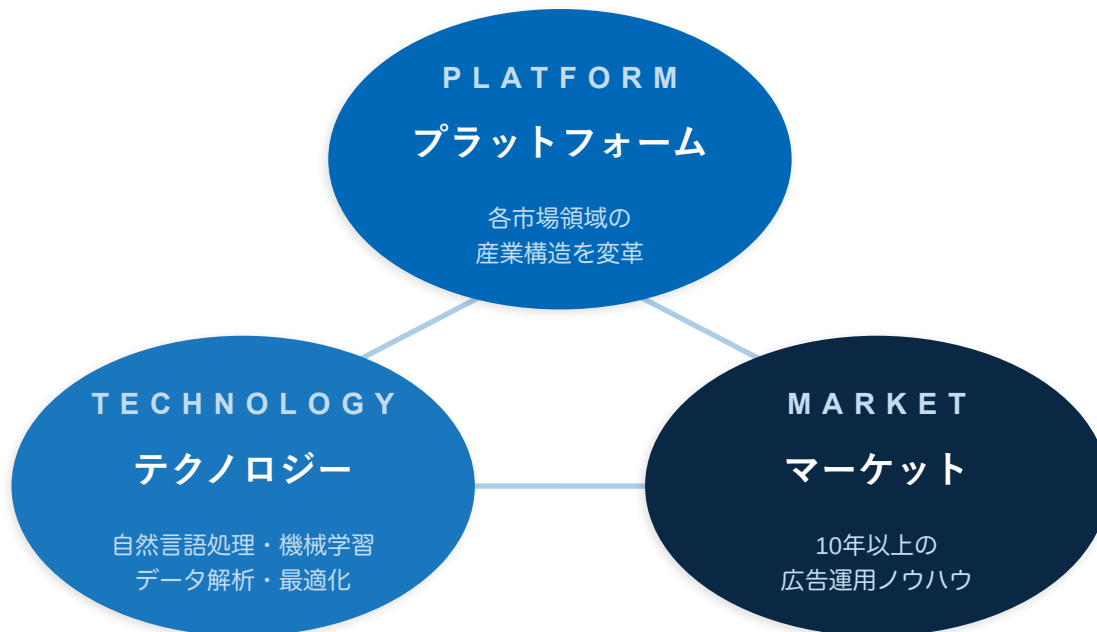 PLATFORM
プラットフォーム
各市場領域の
産業構造を変革
TECHNOLOGY
テクノロジー
自然言語処理・機械学習
データ解析・最適化
MARKET
マーケット
10年以上の
広告運用ノウハウ